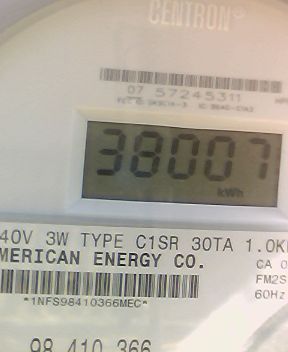 CENTRON®
07 57245311
38007
kWh
40V 3W TYPE C1SR 30TA 1.0K
MERICAN ENERGY CO.
CA 0
FM2S
*1NFS98410366MEC*
60Hz
98 410 366